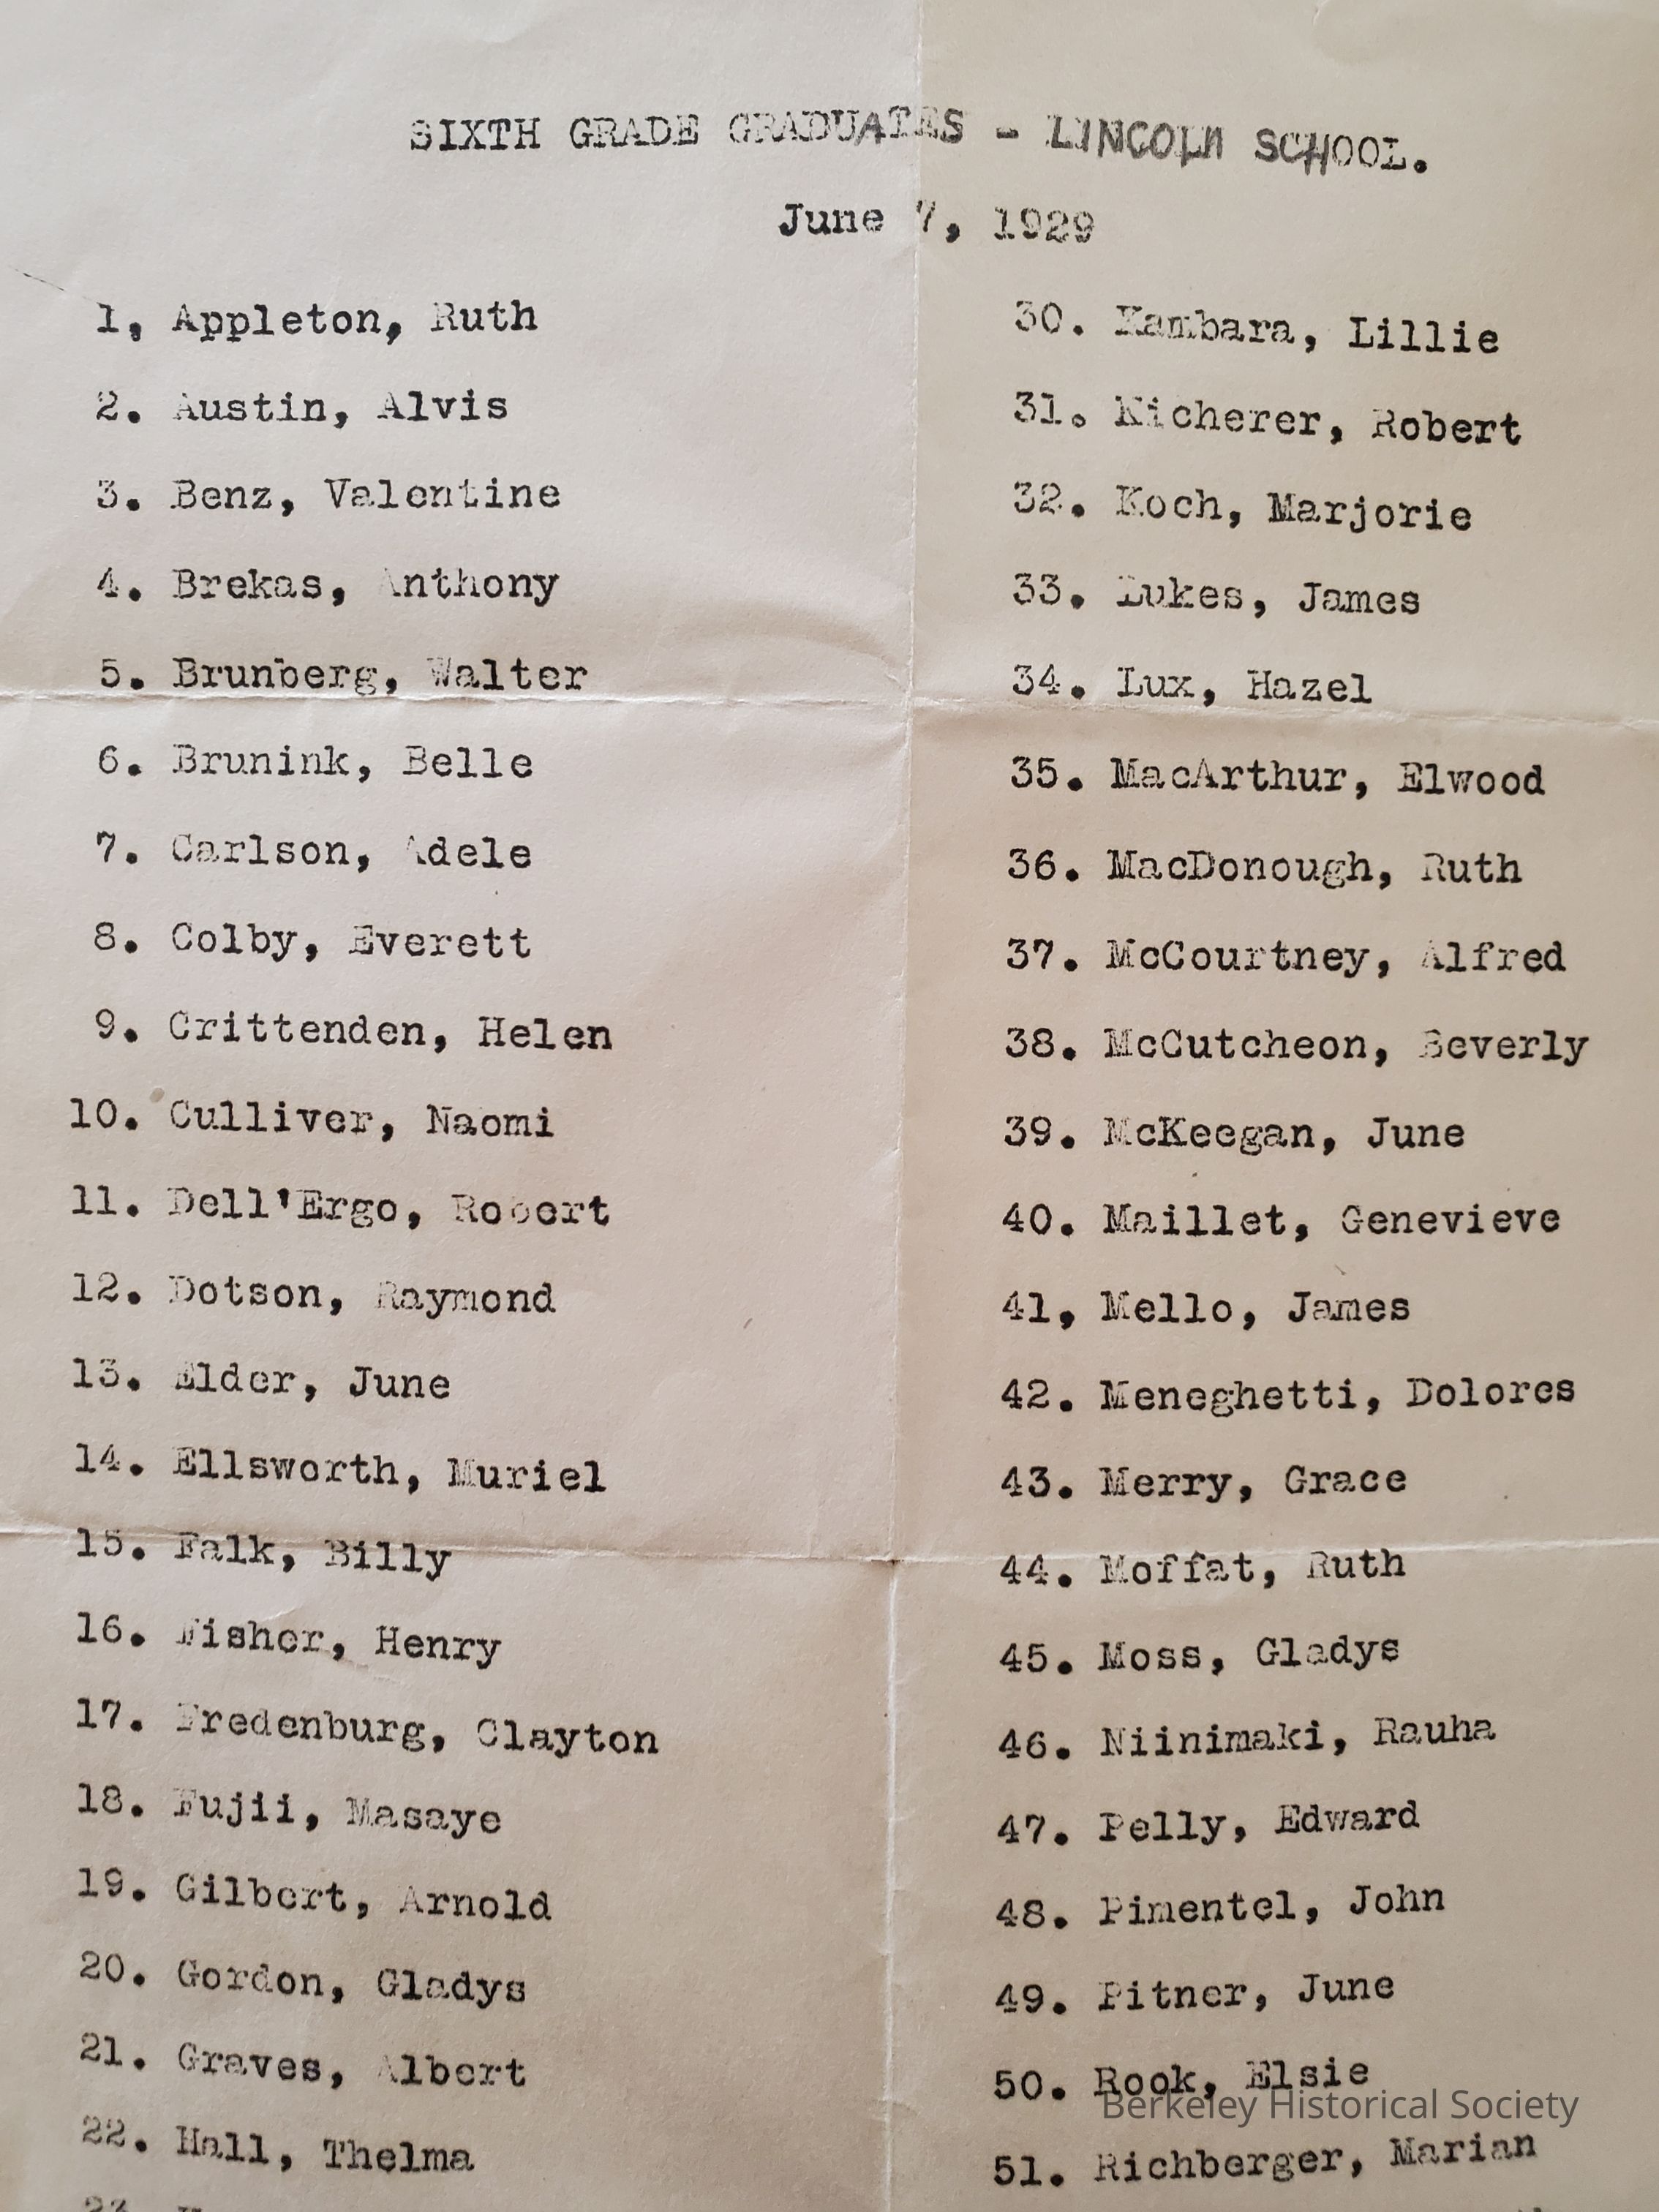 SIXTH GRADE GRADUATES - LINCOLN SCHOOL.
June 7, 1929
1, Appleton, Ruth
2. Austin, Alvis
3. Benz, Valentine
4. Brekas, Anthony
5. Brunberg, Walter
6. Brunink, Belle
7. Carlson, Adele
8. Colby, Everett
9. Crittenden, Helen
10. Culliver, Naomi
11. Dell'Ergo, Robert
12. Dotson, Raymond
13. Elder, June
14. Ellsworth, Muriel
15. Falk, Billy
16. Fisher, Henry
17. Fredenburg, Clayton
18. Fujii, Masaye
19. Gilbert, Arnold
20. Gordon, Gladys
21. Graves, Albert
22. Hall, Thelma
23
30. Kambara, Lillie
31. Kicherer, Robert
32. Koch, Marjorie
33. Lukes, James
34. Lux, Hazel
35. MacArthur, Elwood
36. MacDonough, Ruth
37. McCourtney, Alfred
38. McCutcheon, Beverly
39. McKeegan, June
40. Maillet, Genevieve
41, Mello, James
42. Meneghetti, Dolores
43. Merry, Grace
44. Moffat, Ruth
45. Moss, Gladys
46. Niinimaki, Rauha
47. Pelly, Edward
48. Pimentel, John
49. Pitner, June
50. Rook, Elsie
Berkeley Historical Society
51. Richberger, Marian